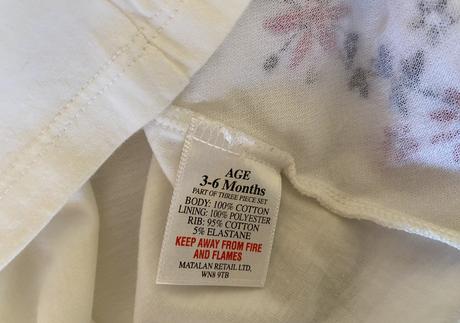 AGE
3-6 Months
PART OF THREE PIECE SET
BODY: 100% COTTON
LINING: 100% POLYESTER
RIB: 95% COTTON
5% ELASTANE
KEEP AWAY FROM FIRE
AND FLAMES
MATALAN RETAIL LTD.
WN8 9TB